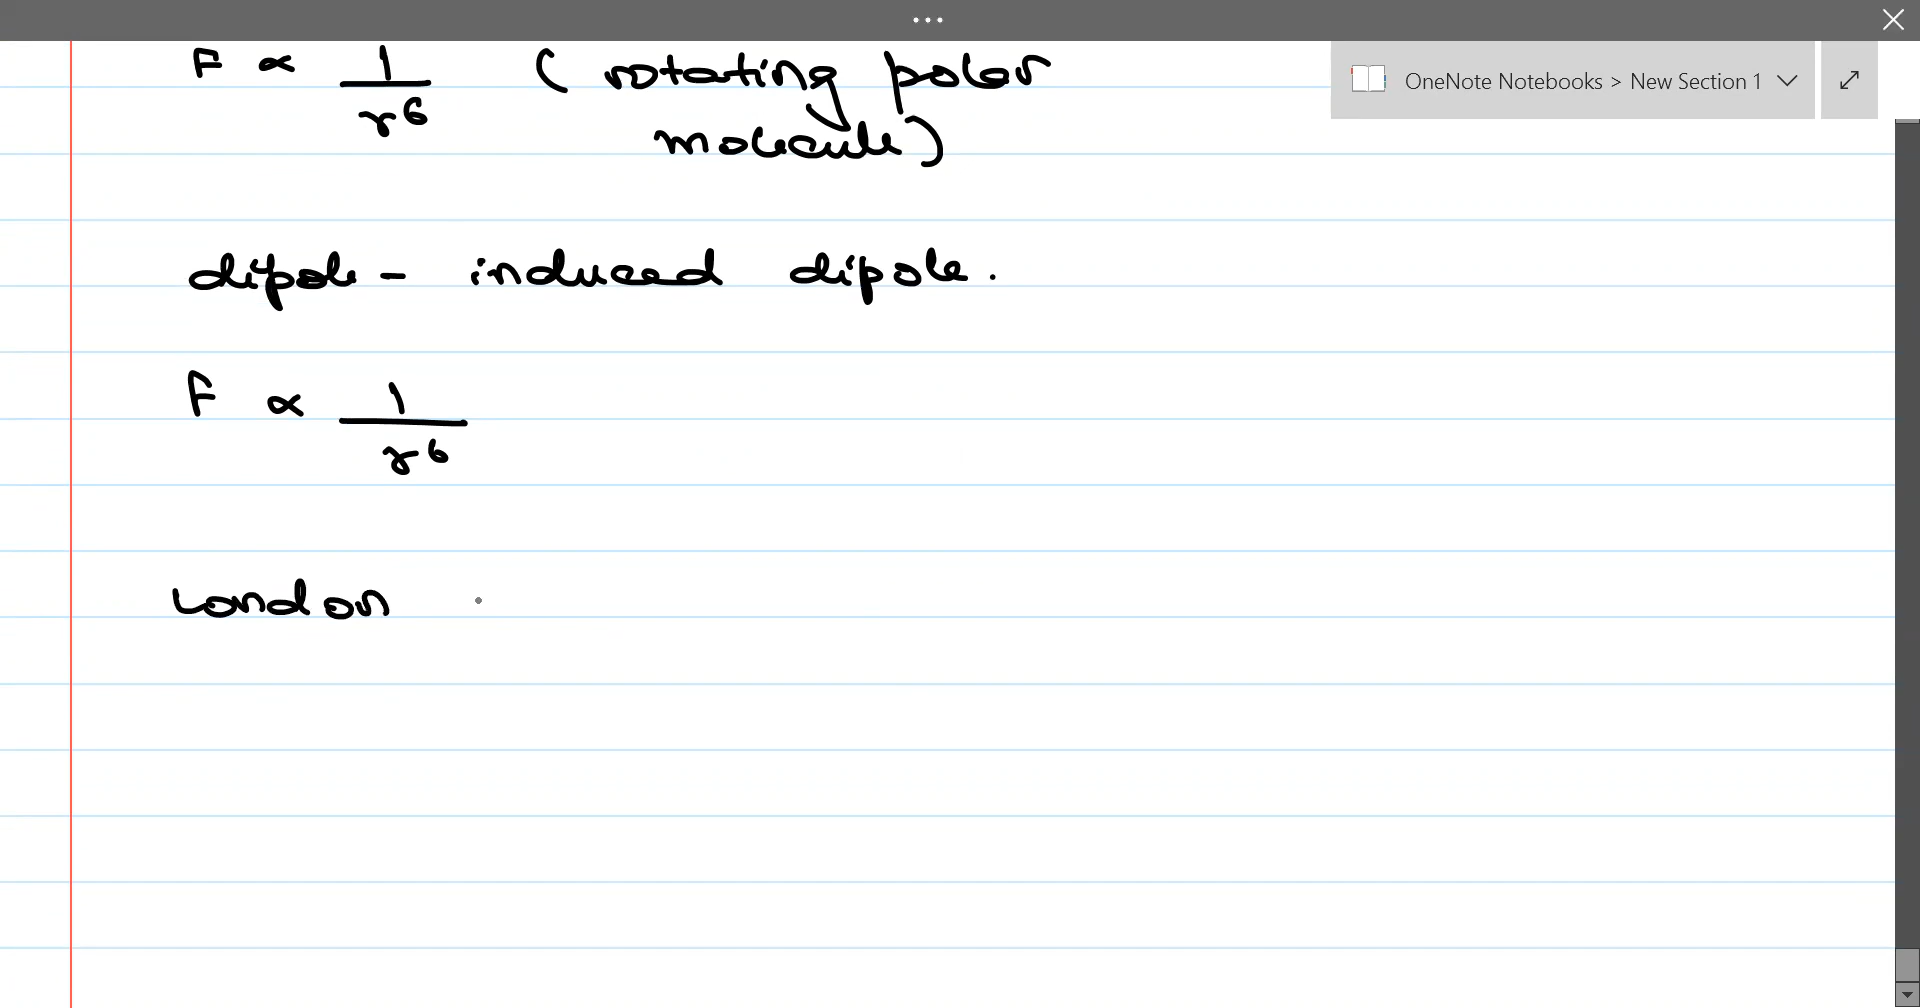 ...
OneNote Notebooks > New Section 1
F ∝ 1/r⁶ ( rotating polar
molecule)
dipole - induced dipole.
F ∝ 1/r⁶
London